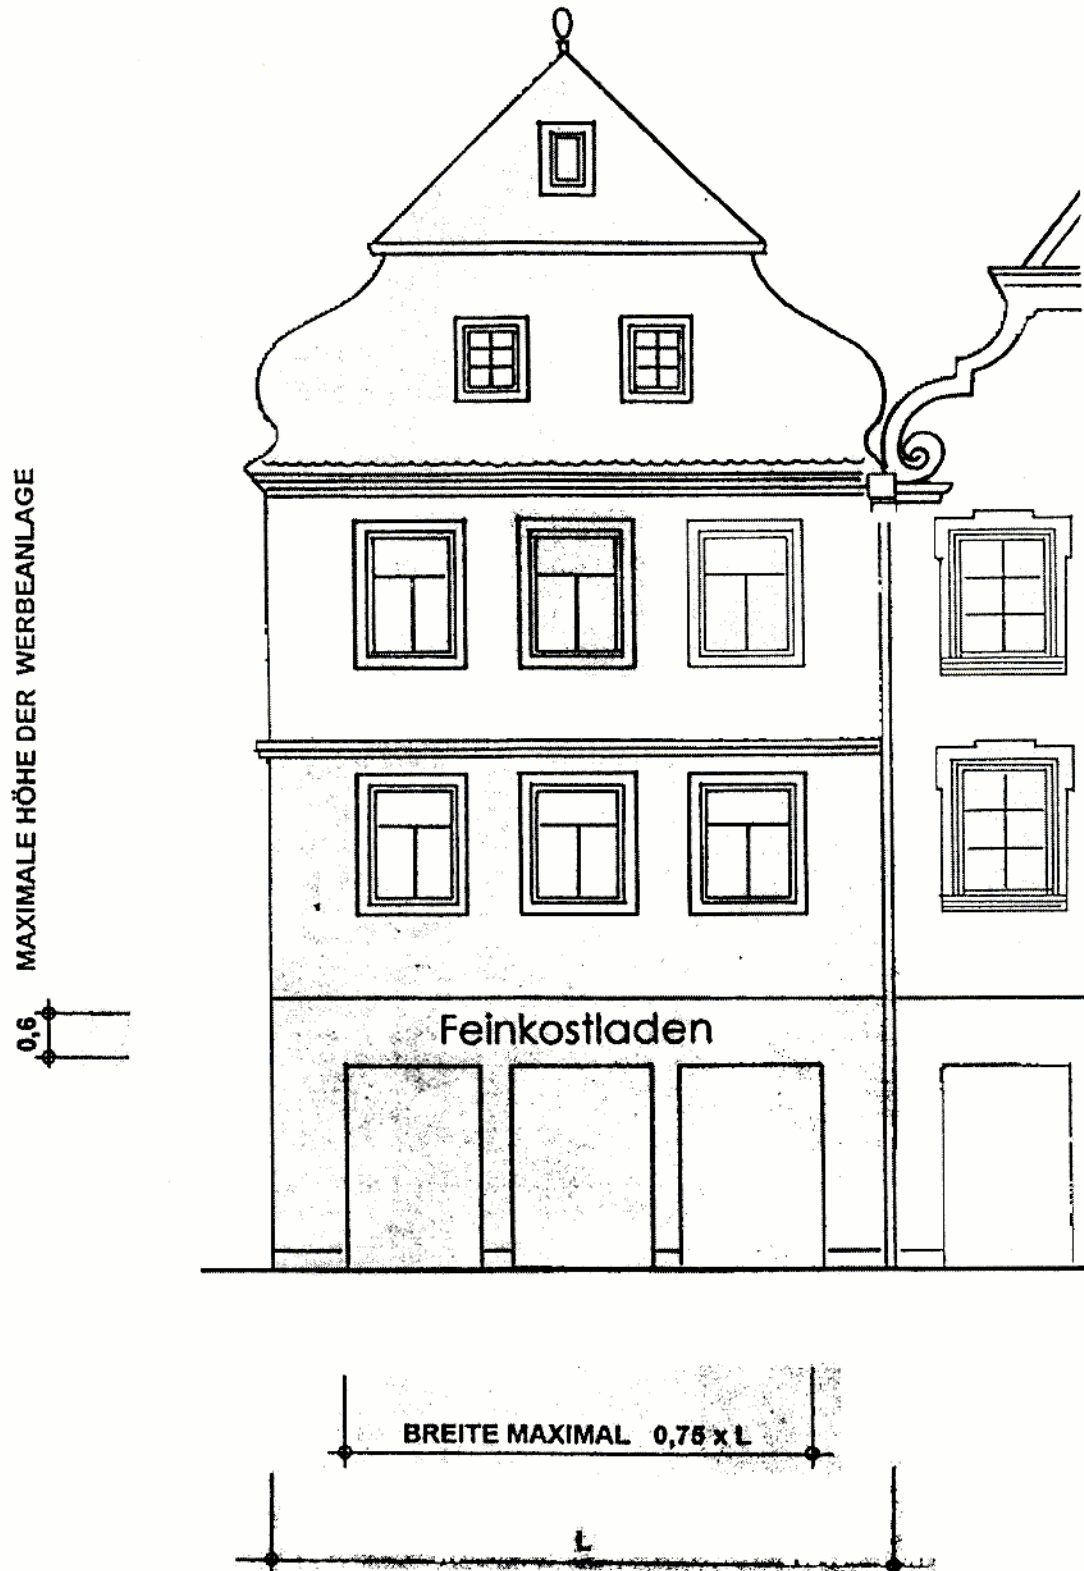 MAXIMALE HÖHE DER WERBEANLAGE
0,6
Feinkostladen
BREITE MAXIMAL 0,75 x L
L